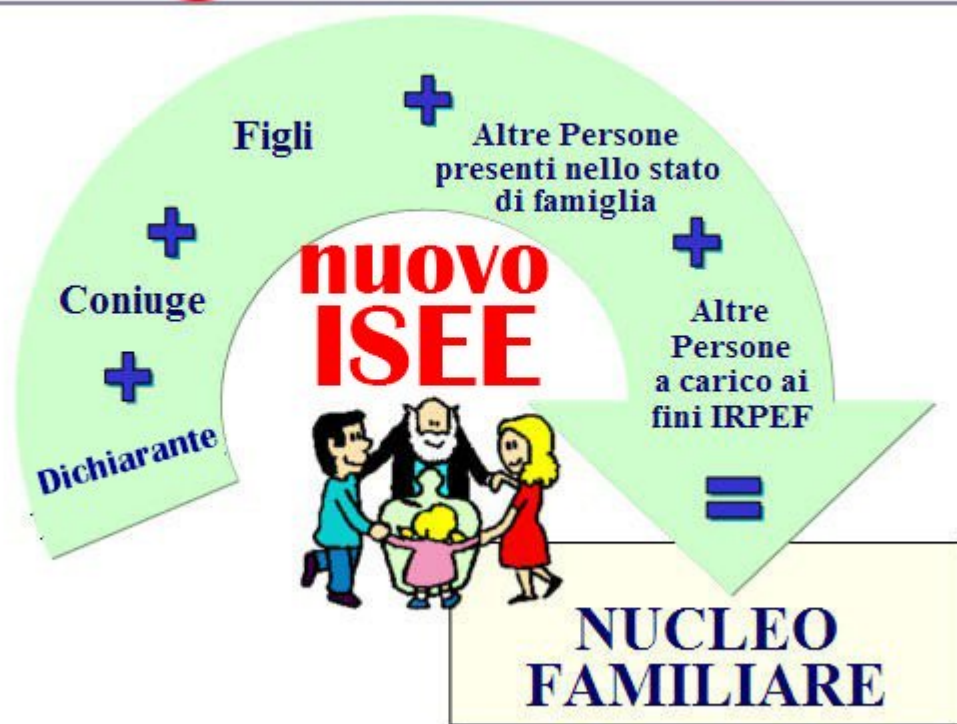 Dichiarante
+
Coniuge
+
Figli
+
Altre Persone
presenti nello stato
di famiglia
+
Altre
Persone
a carico ai
fini IRPEF
=
NUCLEO
FAMILIARE
nuovo
ISEE